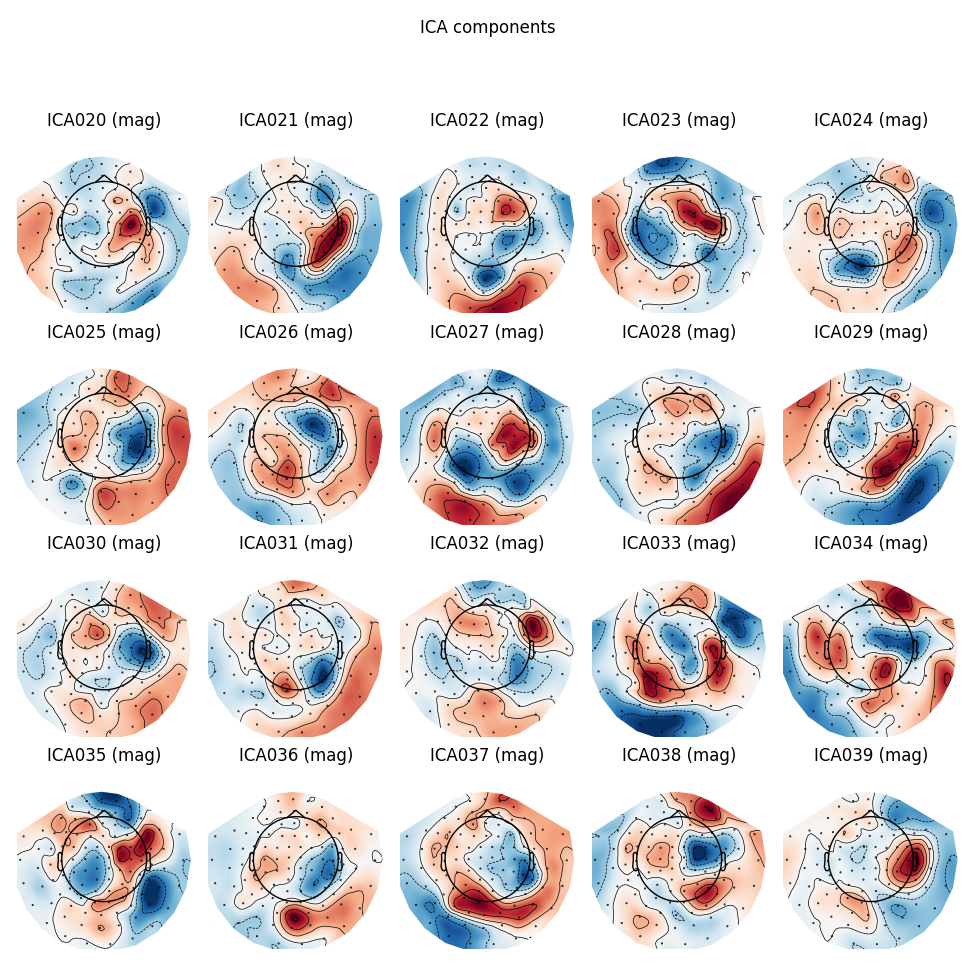 ICA components
ICA020 (mag) ICA021 (mag) ICA022 (mag) ICA023 (mag) ICA024 (mag)
ICA025 (mag) ICA026 (mag) ICA027 (mag) ICA028 (mag) ICA029 (mag)
ICA030 (mag) ICA031 (mag) ICA032 (mag) ICA033 (mag) ICA034 (mag)
ICA035 (mag) ICA036 (mag) ICA037 (mag) ICA038 (mag) ICA039 (mag)